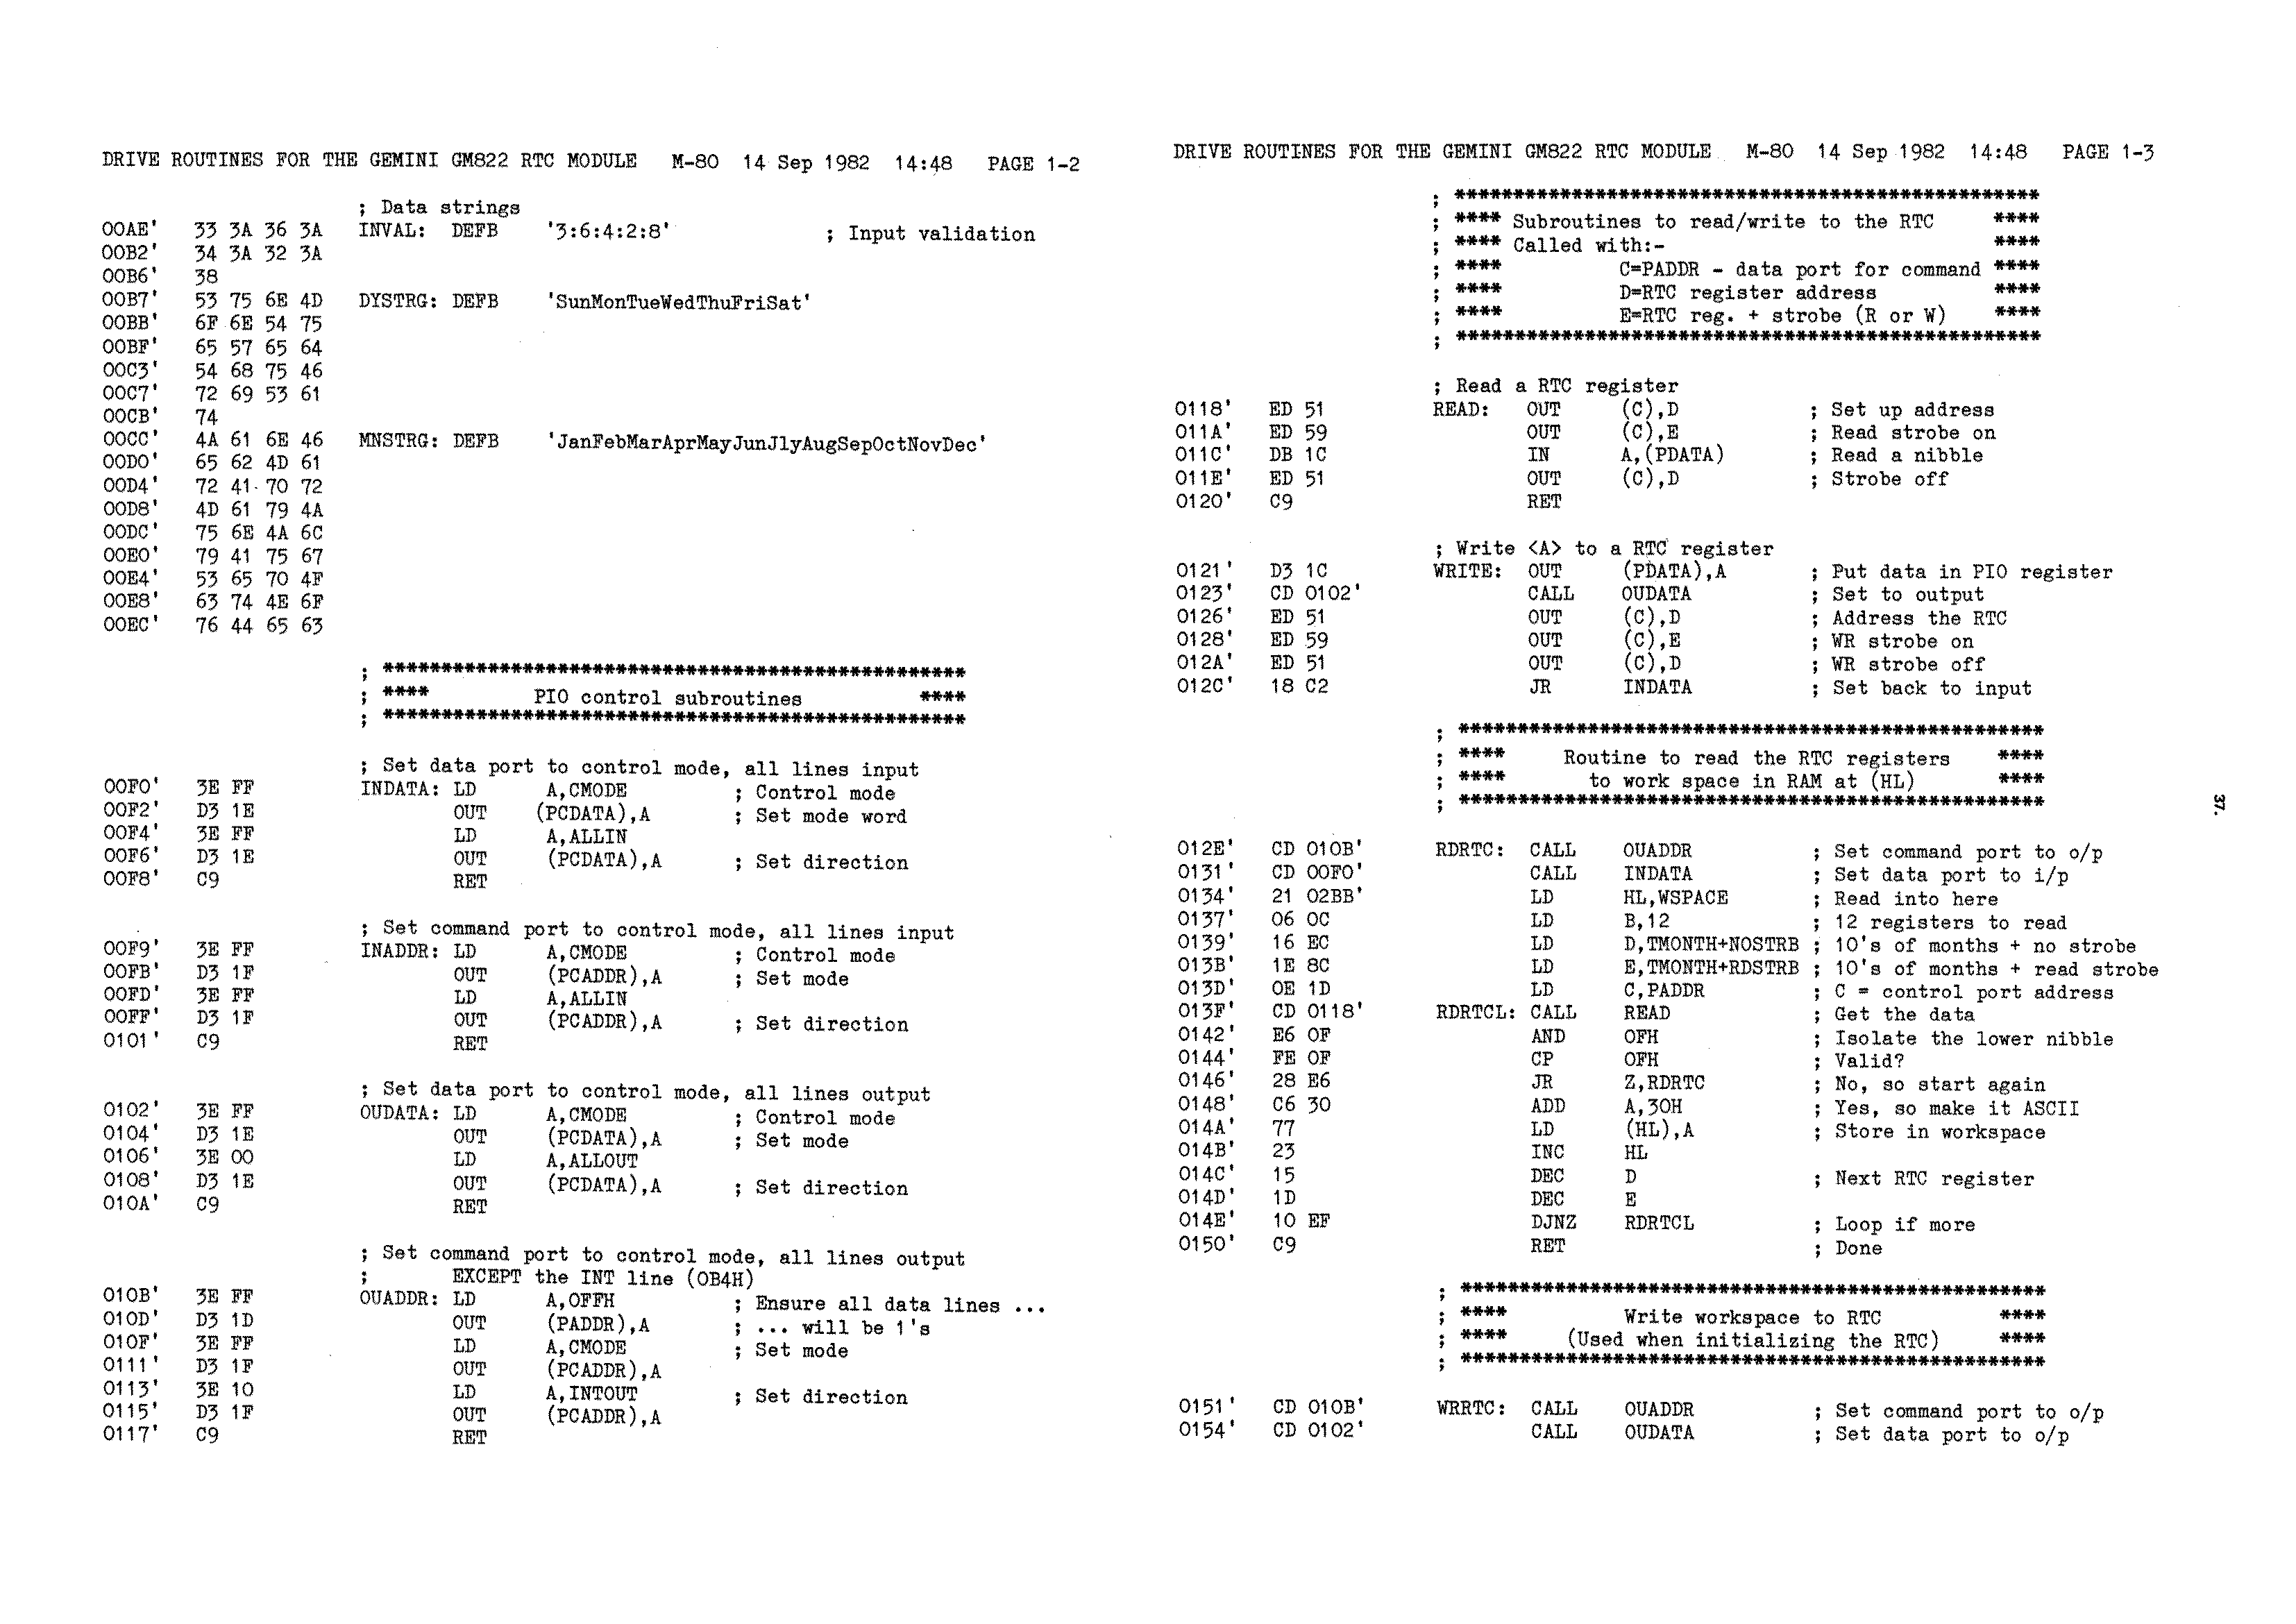 DRIVE ROUTINES FOR THE GEMINI GM822 RTC MODULE   M-80  14 Sep 1982  14:48   PAGE 1-2
; Data strings
00AE'   33 3A 36 3A   INVAL:  DEFB    '3:6:4:2:8'             ; Input validation
00B2'   34 3A 32 3A
00B6'   38
00B7'   53 75 6E 4D   DYSTRG: DEFB    'SunMonTueWedThuFriSat'
00BB'   6F 6E 54 75
00BF'   65 57 65 64
00C3'   54 68 75 46
00C7'   72 69 53 61
00CB'   74
00CC'   4A 61 6E 46   MNSTRG: DEFB    'JanFebMarAprMayJunJlyAugSepOctNovDec'
00D0'   65 62 4D 61
00D4'   72 41 70 72
00D8'   4D 61 79 4A
00DC'   75 6E 4A 6C
00E0'   79 41 75 67
00E4'   53 65 70 4F
00E8'   63 74 4E 6F
00EC'   76 44 65 63
; **************************************************
; ****         PIO control subroutines          ****
; **************************************************
; Set data port to control mode, all lines input
00F0'   3E FF         INDATA: LD      A,CMODE         ; Control mode
00F2'   D3 1E                 OUT    (PCDATA),A       ; Set mode word
00F4'   3E FF                 LD      A,ALLIN
00F6'   D3 1E                 OUT     (PCDATA),A      ; Set direction
00F8'   C9                    RET
; Set command port to control mode, all lines input
00F9'   3E FF         INADDR: LD      A,CMODE         ; Control mode
00FB'   D3 1F                 OUT     (PCADDR),A      ; Set mode
00FD'   3E FF                 LD      A,ALLIN
00FF'   D3 1F                 OUT     (PCADDR),A      ; Set direction
0101'   C9                    RET
; Set data port to control mode, all lines output
0102'   3E FF         OUDATA: LD      A,CMODE         ; Control mode
0104'   D3 1E                 OUT     (PCDATA),A      ; Set mode
0106'   3E 00                 LD      A,ALLOUT
0108'   D3 1E                 OUT     (PCDATA),A      ; Set direction
010A'   C9                    RET
; Set command port to control mode, all lines output
;       EXCEPT the INT line (0B4H)
010B'   3E FF         OUADDR: LD      A,0FFH          ; Ensure all data lines ...
010D'   D3 1D                 OUT     (PADDR),A       ; ... will be 1's
010F'   3E FF                 LD      A,CMODE         ; Set mode
0111'   D3 1F                 OUT     (PCADDR),A
0113'   3E 10                 LD      A,INTOUT        ; Set direction
0115'   D3 1F                 OUT     (PCADDR),A
0117'   C9                    RET
DRIVE ROUTINES FOR THE GEMINI GM822 RTC MODULE   M-80  14 Sep 1982  14:48   PAGE 1-3
; **************************************************
; **** Subroutines to read/write to the RTC     ****
; **** Called with:-                            ****
; ****          C=PADDR - data port for command ****
; ****          D=RTC register address          ****
; ****          E=RTC reg. + strobe (R or W)    ****
; **************************************************
; Read a RTC register
0118'   ED 51         READ:   OUT     (C),D           ; Set up address
011A'   ED 59                 OUT     (C),E           ; Read strobe on
011C'   DB 1C                 IN      A,(PDATA)       ; Read a nibble
011E'   ED 51                 OUT     (C),D           ; Strobe off
0120'   C9                    RET
; Write <A> to a RTC register
0121'   D3 1C         WRITE:  OUT     (PDATA),A       ; Put data in PIO register
0123'   CD 0102'              CALL    OUDATA          ; Set to output
0126'   ED 51                 OUT     (C),D           ; Address the RTC
0128'   ED 59                 OUT     (C),E           ; WR strobe on
012A'   ED 51                 OUT     (C),D           ; WR strobe off
012C'   18 C2                 JR      INDATA          ; Set back to input
; **************************************************
; ****     Routine to read the RTC registers    ****
; ****       to work space in RAM at (HL)       ****
; **************************************************
012E'   CD 010B'      RDRTC:  CALL    OUADDR          ; Set command port to o/p
0131'   CD 00F0'              CALL    INDATA          ; Set data port to i/p
0134'   21 02BB'              LD      HL,WSPACE       ; Read into here
0137'   06 0C                 LD      B,12            ; 12 registers to read
0139'   16 EC                 LD      D,TMONTH+NOSTRB ; 10's of months + no strobe
013B'   1E 8C                 LD      E,TMONTH+RDSTRB ; 10's of months + read strobe
013D'   0E 1D                 LD      C,PADDR         ; C = control port address
013F'   CD 0118'      RDRTCL: CALL    READ            ; Get the data
0142'   E6 0F                 AND     0FH             ; Isolate the lower nibble
0144'   FE 0F                 CP      0FH             ; Valid?
0146'   28 E6                 JR      Z,RDRTC         ; No, so start again
0148'   C6 30                 ADD     A,30H           ; Yes, so make it ASCII
014A'   77                    LD      (HL),A          ; Store in workspace
014B'   23                    INC     HL
014C'   15                    DEC     D               ; Next RTC register
014D'   1D                    DEC     E
014E'   10 EF                 DJNZ    RDRTCL          ; Loop if more
0150'   C9                    RET                     ; Done
; **************************************************
; ****          Write workspace to RTC          ****
; ****     (Used when initializing the RTC)     ****
; **************************************************
0151'   CD 010B'      WRRTC:  CALL    OUADDR          ; Set command port to o/p
0154'   CD 0102'              CALL    OUDATA          ; Set data port to o/p
37.